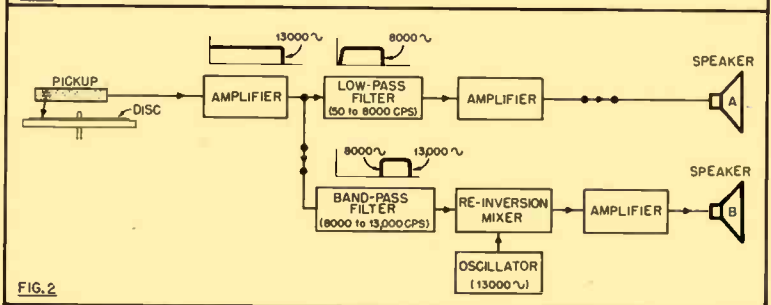 13000~
8000~
SPEAKER
PICKUP
DISC
AMPLIFIER
LOW-PASS
FILTER
(50 to 8000 CPS)
AMPLIFIER
A
8000~
13,000~
SPEAKER
BAND-PASS
FILTER
(8000 to 13,000 CPS)
RE-INVERSION
MIXER
AMPLIFIER
B
OSCILLATOR
(13000~)
FIG. 2